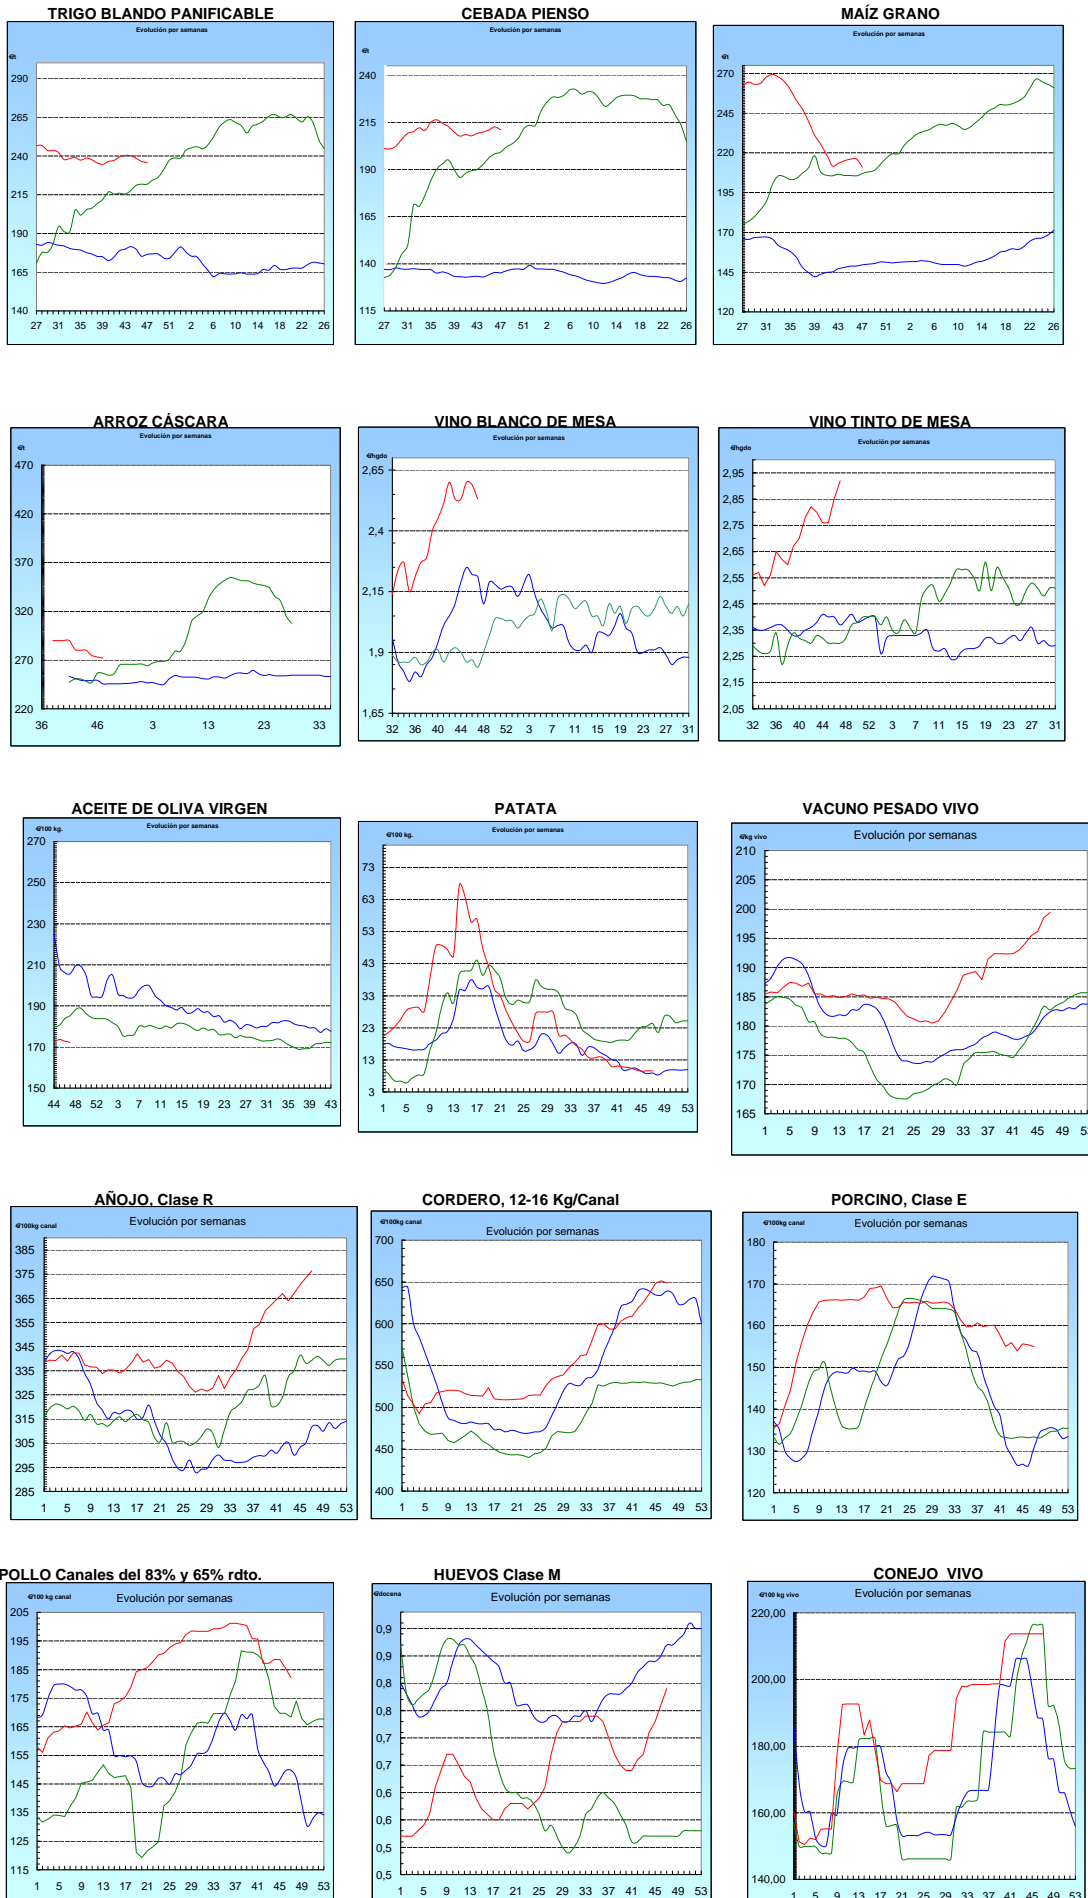 TRIGO BLANDO PANIFICABLE
Evolución por semanas
€/t
290
265
240
215
190
165
140
27 31 35 39 43 47 51 2 6 10 14 18 22 26
CEBADA PIENSO
Evolución por semanas
€/t
240
215
190
165
140
115
27 31 35 39 43 47 51 2 6 10 14 18 22 26
MAÍZ GRANO
Evolución por semanas
€/t
270
245
220
195
170
145
120
27 31 35 39 43 47 51 2 6 10 14 18 22 26
ARROZ CÁSCARA
Evolución por semanas
€/t
470
420
370
320
270
220
36 46 3 13 23 33
VINO BLANCO DE MESA
Evolución por semanas
€/hgdo
2,65
2,4
2,15
1,9
1,65
32 36 40 44 48 52 3 7 11 15 19 23 27 31
VINO TINTO DE MESA
Evolución por semanas
€/hgdo
2,95
2,85
2,75
2,65
2,55
2,45
2,35
2,25
2,15
2,05
32 36 40 44 48 52 3 7 11 15 19 23 27 31
ACEITE DE OLIVA VIRGEN
Evolución por semanas
€/100 kg.
270
250
230
210
190
170
150
44 48 52 3 7 11 15 19 23 27 31 35 39 43
PATATA
Evolución por semanas
€/100 kg.
73
63
53
43
33
23
13
3
1 5 9 13 17 21 25 29 33 37 41 45 49 53
VACUNO PESADO VIVO
Evolución por semanas
€/kg vivo
210
205
200
195
190
185
180
175
170
165
1 5 9 13 17 21 25 29 33 37 41 45 49 5
AÑOJO, Clase R
Evolución por semanas
€/100kg canal
385
375
365
355
345
335
325
315
305
295
285
1 5 9 13 17 21 25 29 33 37 41 45 49 53
CORDERO, 12-16 Kg/Canal
Evolución por semanas
€/100kg canal
700
650
600
550
500
450
400
1 5 9 13 17 21 25 29 33 37 41 45 49 53
PORCINO, Clase E
Evolución por semanas
€/100kg canal
180
170
160
150
140
130
120
1 5 9 13 17 21 25 29 33 37 41 45 49 53
POLLO Canales del 83% y 65% rdto.
Evolución por semanas
€/100 kg canal
205
195
185
175
165
155
145
135
125
115
1 5 9 13 17 21 25 29 33 37 41 45 49 53
HUEVOS Clase M
Evolución por semanas
€/docena
0,9
0,9
0,8
0,8
0,7
0,7
0,6
0,6
0,5
0,5
1 5 9 13 17 21 25 29 33 37 41 45 49 53
CONEJO VIVO
Evolución por semanas
€/100 kg vivo
220,00
200,00
180,00
160,00
140,00
1 5 9 13 17 21 25 29 33 37 41 45 49 53